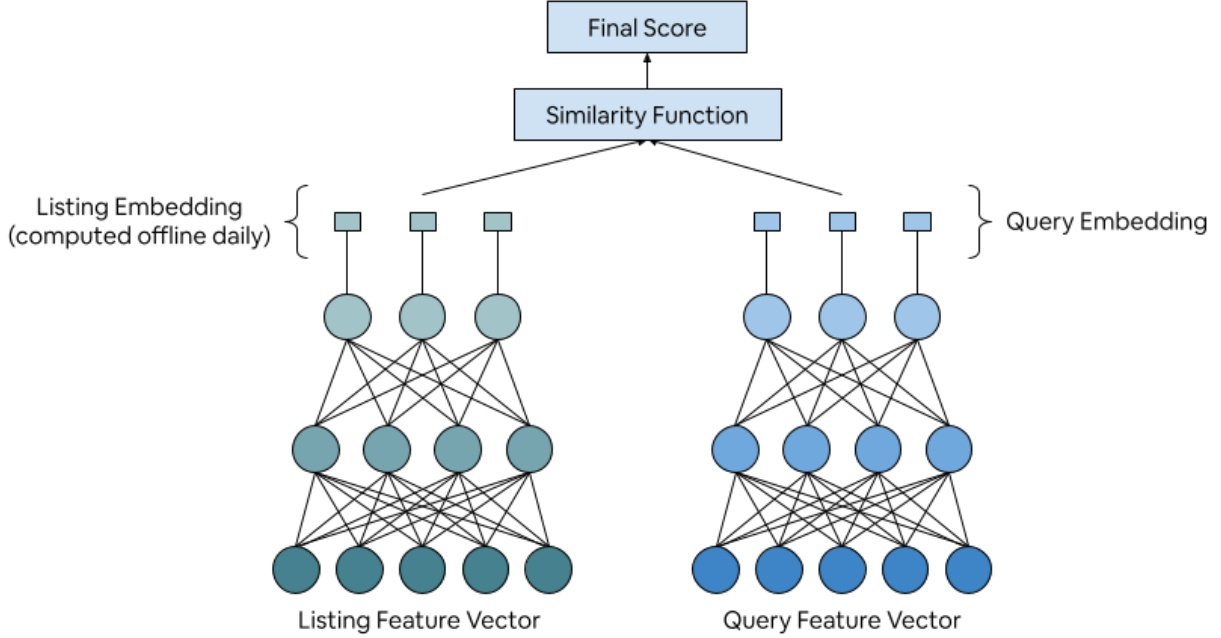 Final Score
Similarity Function
Listing Embedding
(computed offline daily)
Query Embedding
Listing Feature Vector
Query Feature Vector